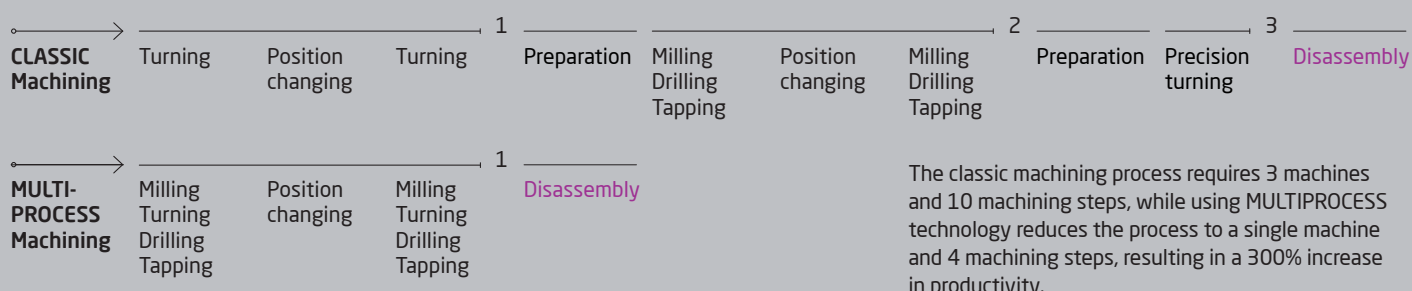 1 2 3
CLASSIC Turning Position Turning Preparation Milling Position Milling Preparation Precision Disassembly
Machining changing Drilling changing Drilling turning
Tapping Tapping
1
MULTI- Milling Position Milling Disassembly
PROCESS Turning changing Turning
Machining Drilling Drilling
Tapping Tapping
The classic machining process requires 3 machines
and 10 machining steps, while using MULTIPROCESS
technology reduces the process to a single machine
and 4 machining steps, resulting in a 300% increase
in productivity.